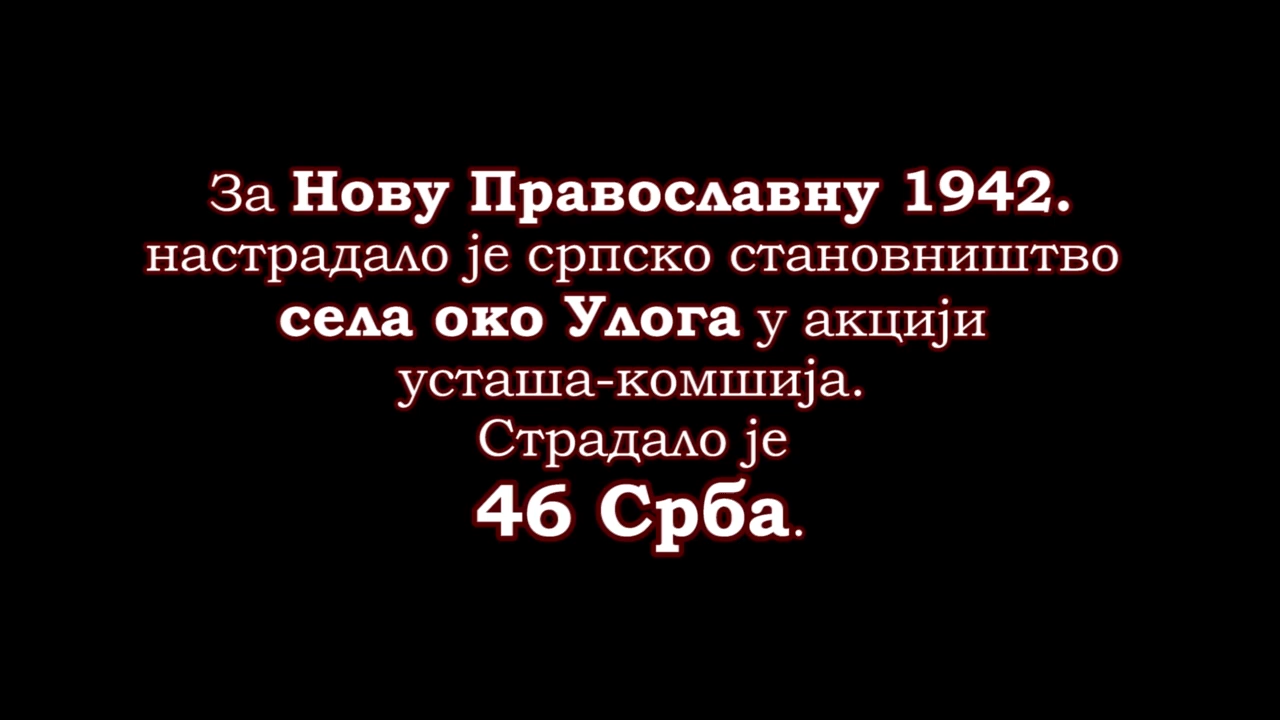 За Нову Православну 1942.
настрадало је српско становништво
села око Улога у акцији
усташа-комшија.
Страдало је
46 Срба.